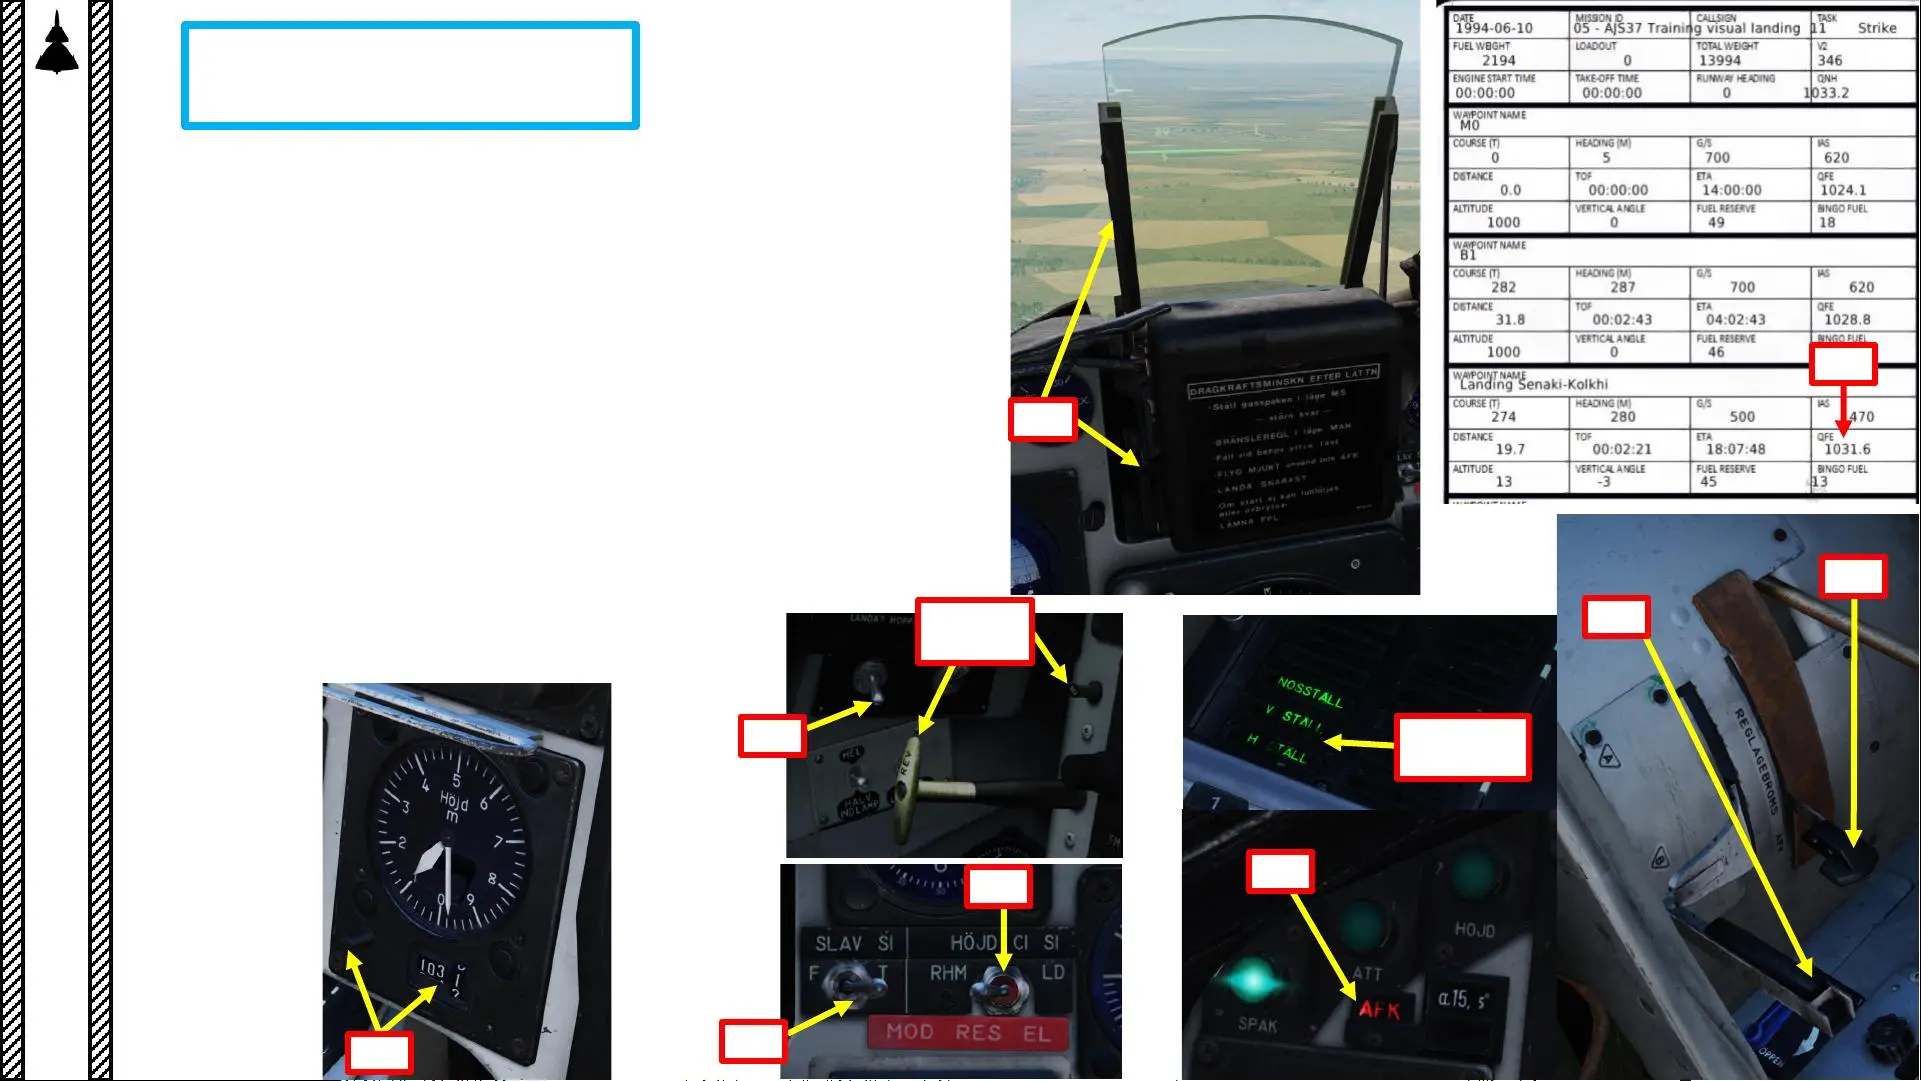 DATE
1994-06-10
MISSION ID
05 - AJS37 Training visual landing 11
CALLSIGN
TASK
Strike
FUEL WEIGHT
2194
LOADOUT
0
TOTAL WEIGHT
13994
V2
346
ENGINE START TIME
00:00:00
TAKE-OFF TIME
00:00:00
RUNWAY HEADING
0
QNH
1033.2
WAYPOINT NAME
M0
COURSE (T)
0
HEADING (M)
5
G/S
700
IAS
620
DISTANCE
0.0
TOF
00:00:00
ETA
14:00:00
QFE
1024.1
ALTITUDE
1000
VERTICAL ANGLE
0
FUEL RESERVE
49
BINGO FUEL
18
WAYPOINT NAME
B1
COURSE (T)
282
HEADING (M)
287
G/S
700
IAS
620
DISTANCE
31.8
TOF
00:02:43
ETA
04:02:43
QFE
1028.8
ALTITUDE
1000
VERTICAL ANGLE
0
FUEL RESERVE
46
BINGO FUEL
WAYPOINT NAME
Landing Senaki-Kolkhi
COURSE (T)
274
HEADING (M)
280
G/S
500
IAS
470
DISTANCE
19.7
TOF
00:02:21
ETA
18:07:48
QFE
1031.6
ALTITUDE
13
VERTICAL ANGLE
-3
FUEL RESERVE
45
BINGO FUEL
13
DRAGKRAFTSMINSKN EFTER LÄTTN
Ställ gasspaken i läge MS
— större svar —
BRÄNSLEREGL i läge MAN
Fäll vid behov yttre last
FLYG MJUKT använd inte AFK
LANDA SNARAST
Om start ej kan fullföljas
eller avbrytas
LÄMNA FPL
4 5 6
3 Höjd 7
m
2 8
0 9
103
REV
HEL
HALV
SLAV SI
HÖJD CI SI
F T
RHM LD
MOD RES EL
NOSSTÄLL
V STÄLL
H STÄLL
7
HÖJD
ATT
SPAK
AFK
α 15,5°
REGLAGEBROMS
AFK
A
B
ÖPPEN